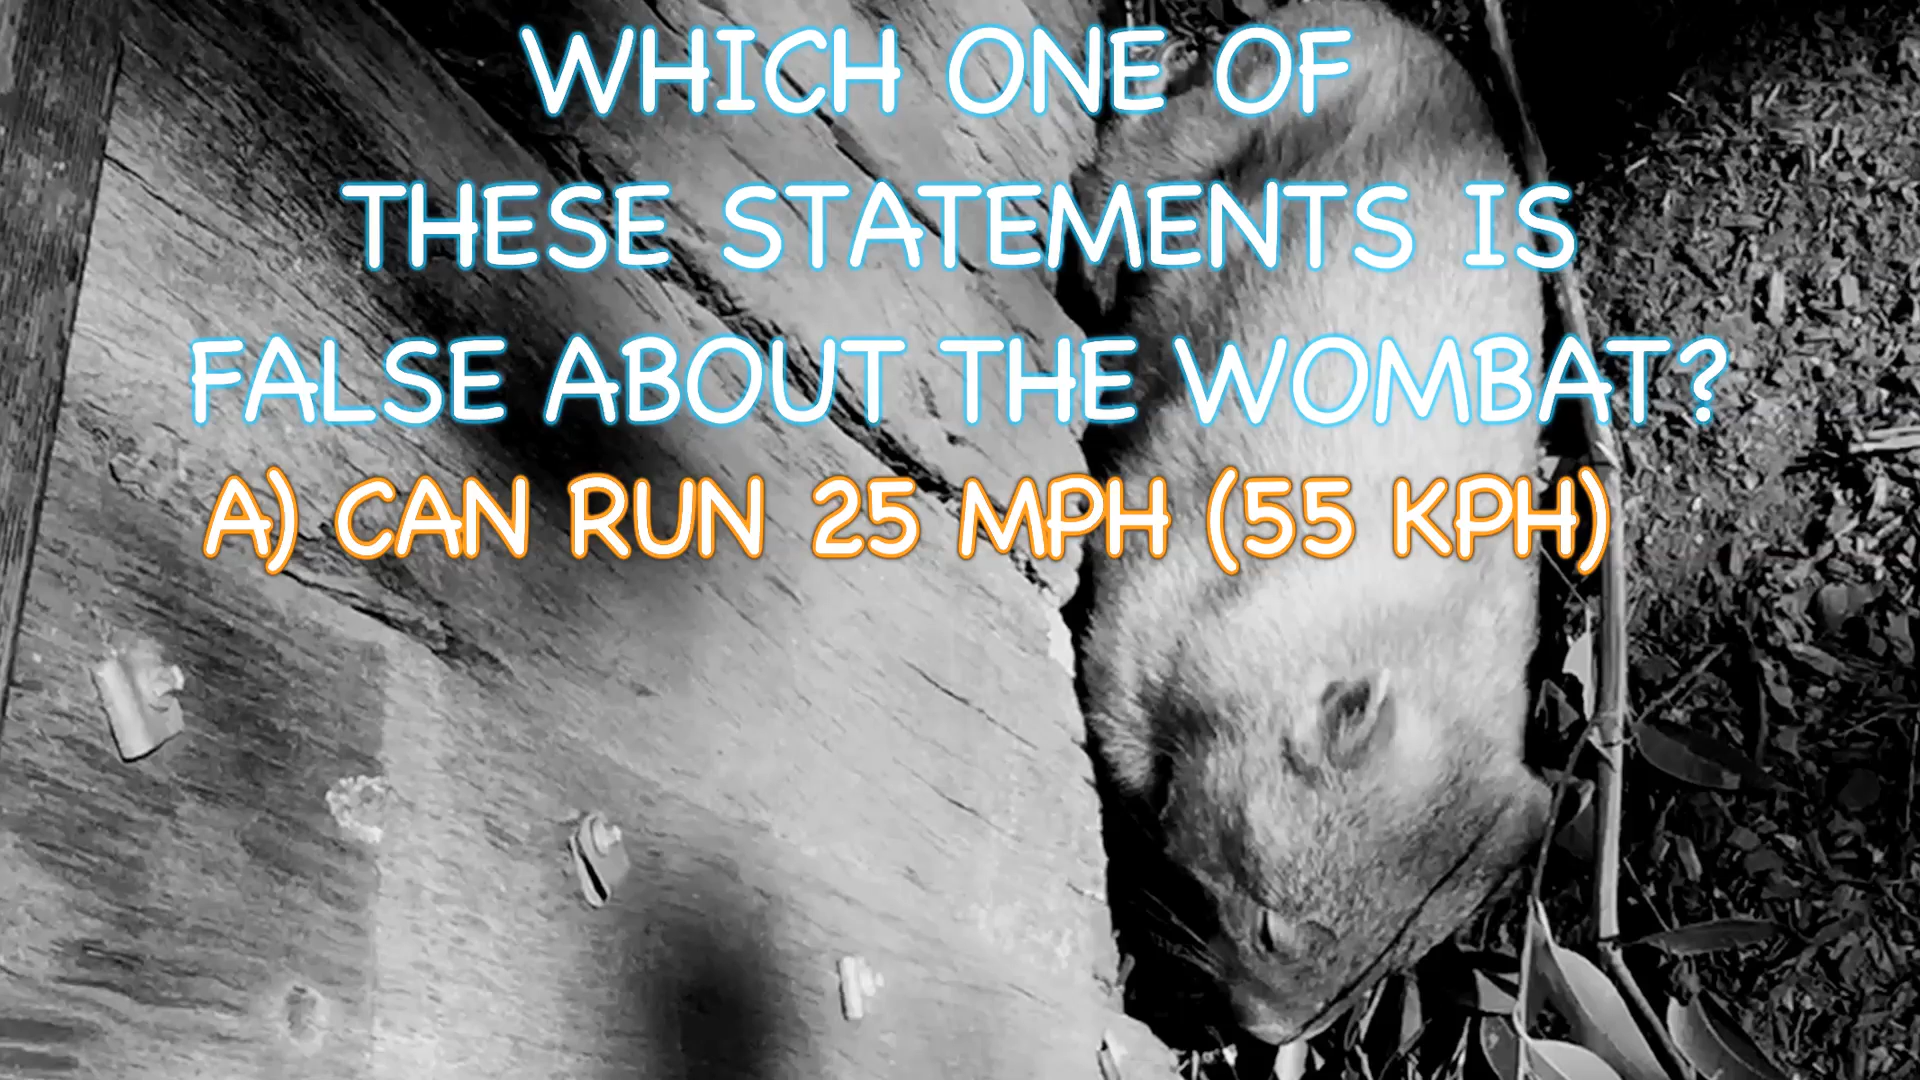 WHICH ONE OF
THESE STATEMENTS IS
FALSE ABOUT THE WOMBAT?
A) CAN RUN 25 MPH (55 KPH)